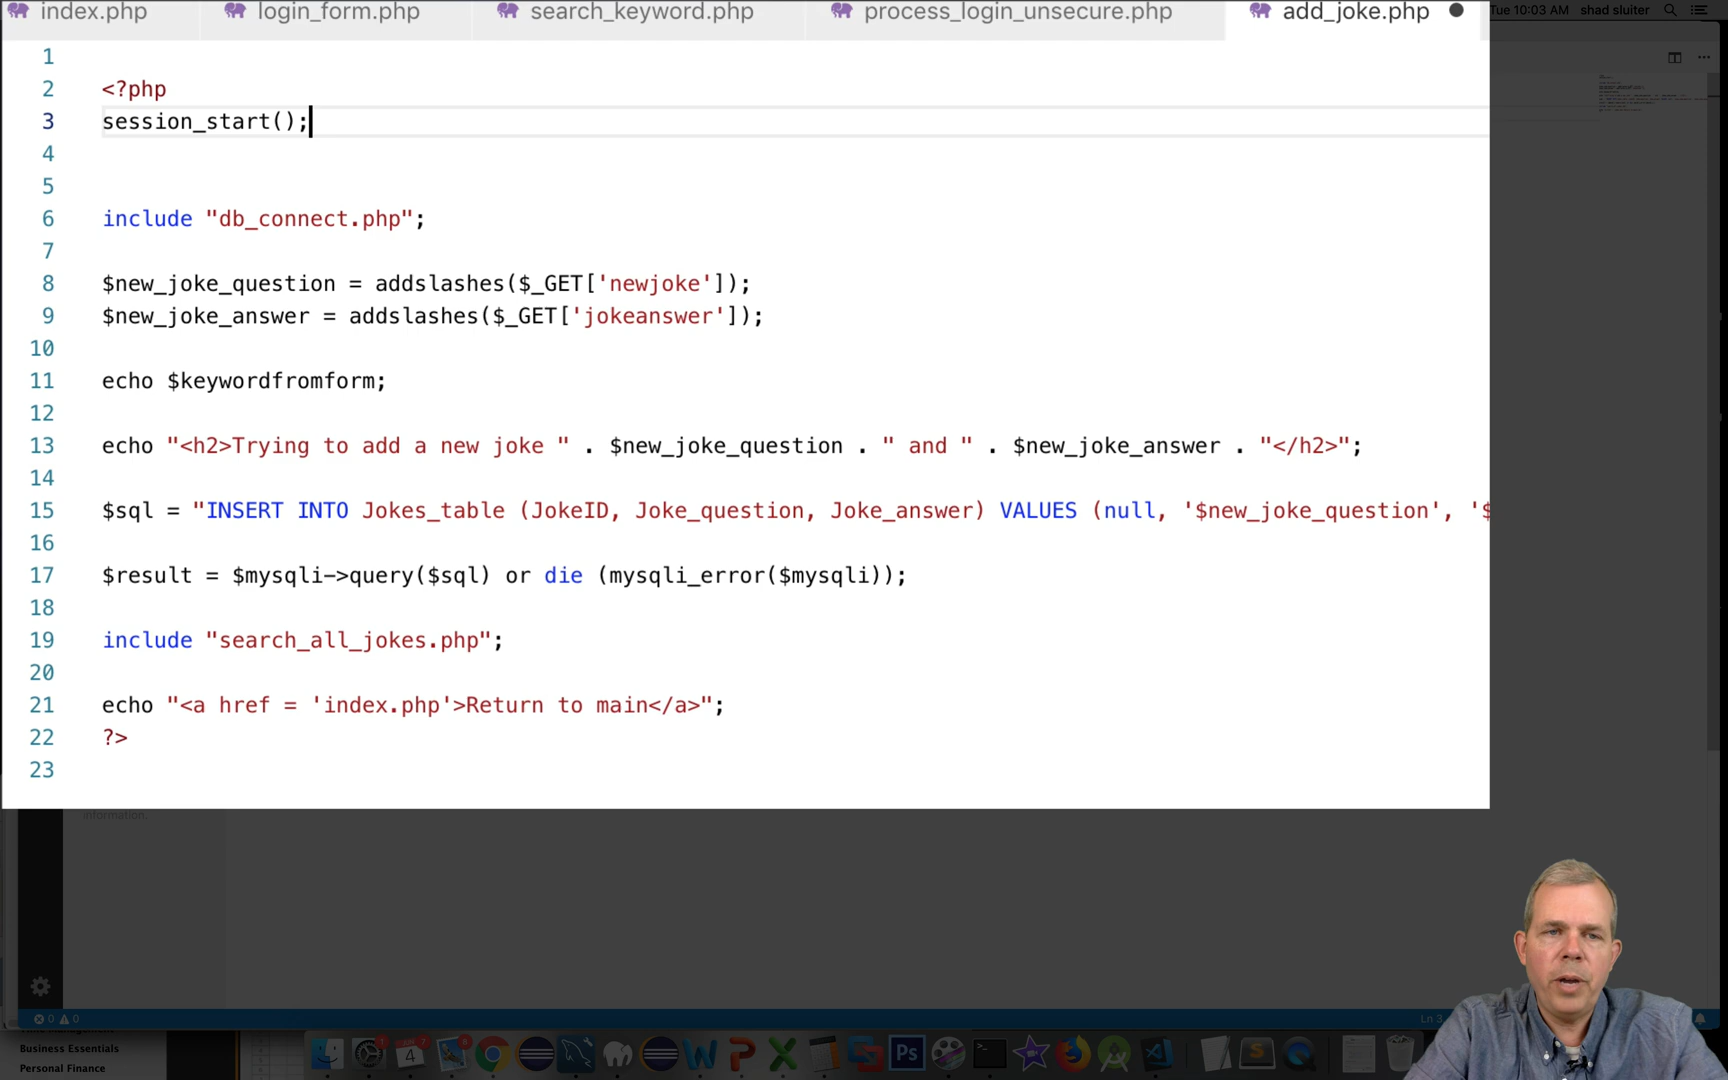 index.php login_form.php search_keyword.php process_login_unsecure.php add_joke.php
Tue 10:03 AM shad sluiter
1
2 <?php
3 session_start();
4
5
6 include "db_connect.php";
7
8 $new_joke_question = addslashes($_GET['newjoke']);
9 $new_joke_answer = addslashes($_GET['jokeanswer']);
10
11 echo $keywordfromform;
12
13 echo "<h2>Trying to add a new joke " . $new_joke_question . " and " . $new_joke_answer . "</h2>";
14
15 $sql = "INSERT INTO Jokes_table (JokeID, Joke_question, Joke_answer) VALUES (null, '$new_joke_question', '$
16
17 $result = $mysqli->query($sql) or die (mysqli_error($mysqli));
18
19 include "search_all_jokes.php";
20
21 echo "<a href = 'index.php'>Return to main</a>";
22 ?>
23
information.
0 0 Ln 3
Business Essentials
Personal Finance